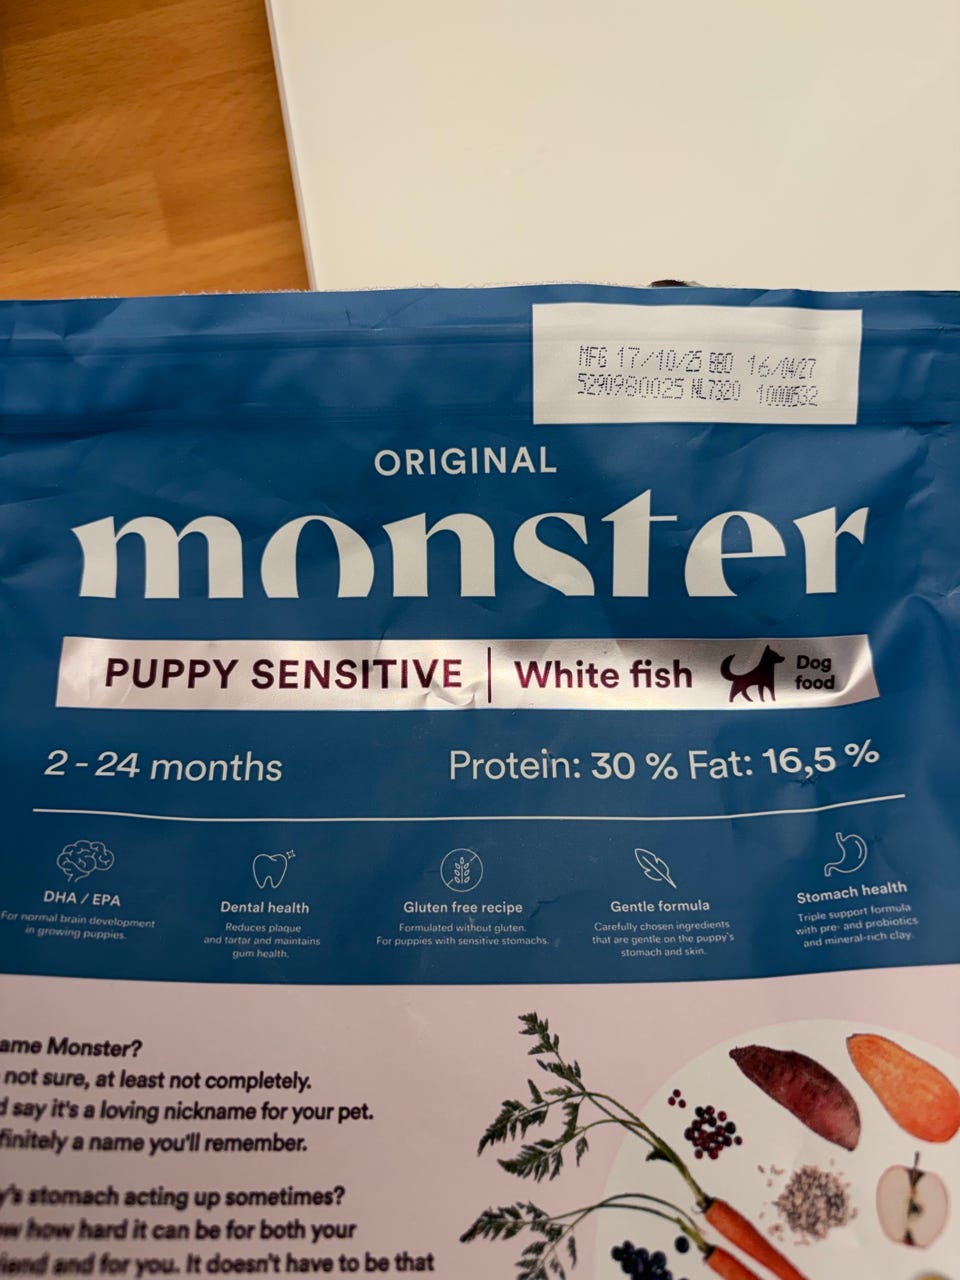 MFG 17/10/25 BBD 16/04/27
5290980025 NL7320
ORIGINAL
monster
PUPPY SENSITIVE | White fish
Dog
food
2 - 24 months
Protein: 30 % Fat: 16,5 %
DHA / EPA
For normal brain development
in growing puppies.
Dental health
Reduces plaque
and tartar and maintains
gum health.
Gluten free recipe
Formulated without gluten.
For puppies with sensitive stomachs.
Gentle formula
Carefully chosen ingredients
that are gentle on the puppy's
stomach and skin.
Stomach health
Triple support formula
with pre- and probiotics
and mineral-rich clay.
ame Monster?
not sure, at least not completely.
d say it's a loving nickname for your pet.
finitely a name you'll remember.
y's stomach acting up sometimes?
ow how hard it can be for both your
iend and for you. It doesn't have to be that